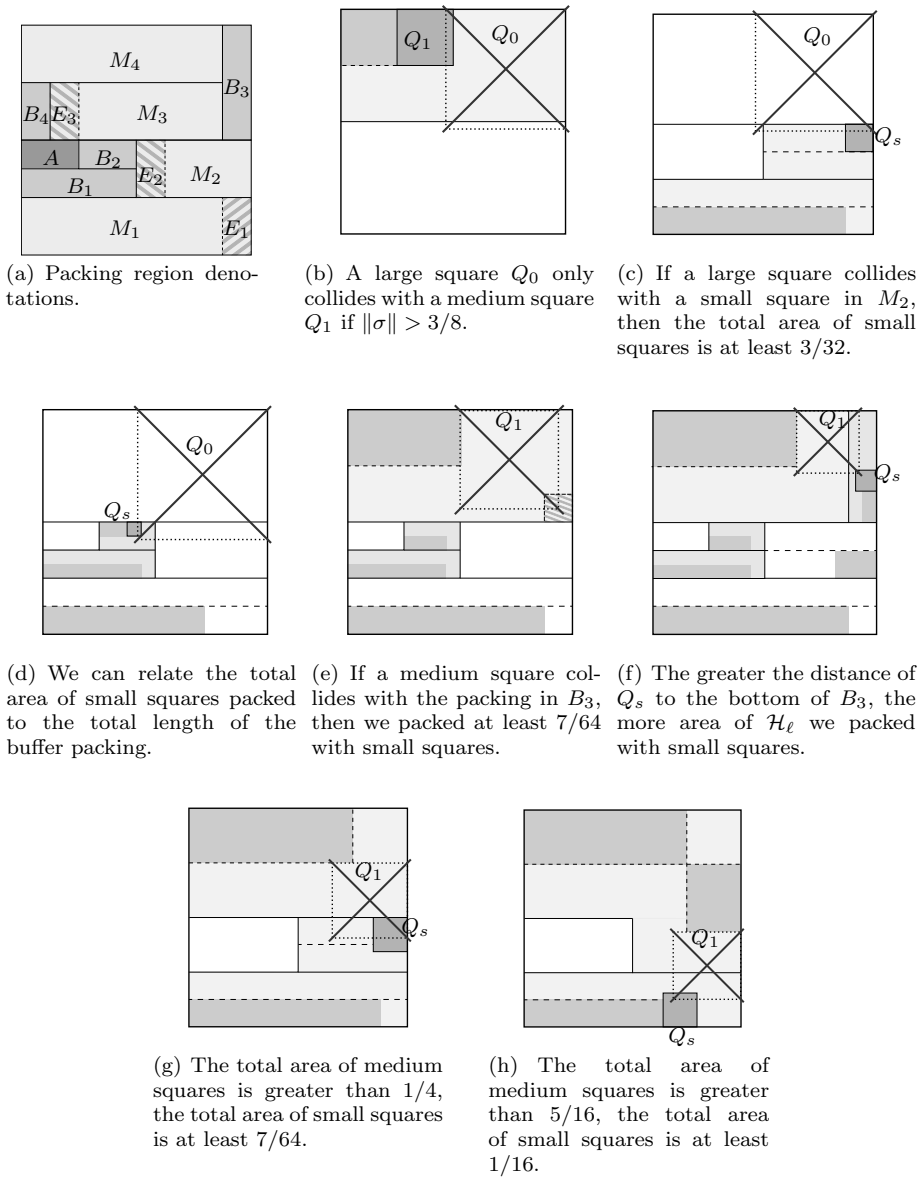 M4
B3
B4
E3
M3
A
B2
E2
M2
B1
M1
E1
Q1
Q0
Q0
Qs
(a) Packing region deno-
tations.
(b) A large square Q0 only
collides with a medium square
Q1 if ∥σ∥ > 3/8.
(c) If a large square collides
with a small square in M2,
then the total area of small
squares is at least 3/32.
Q0
Qs
Q1
Q1
Qs
(d) We can relate the total
area of small squares packed
to the total length of the
buffer packing.
(e) If a medium square col-
lides with the packing in B3,
then we packed at least 7/64
with small squares.
(f) The greater the distance of
Qs to the bottom of B3, the
more area of ℋℓ we packed
with small squares.
Q1
Qs
Q1
Qs
(g) The total area of medium
squares is greater than 1/4,
the total area of small squares
is at least 7/64.
(h) The total area of
medium squares is greater
than 5/16, the total area
of small squares is at least
1/16.